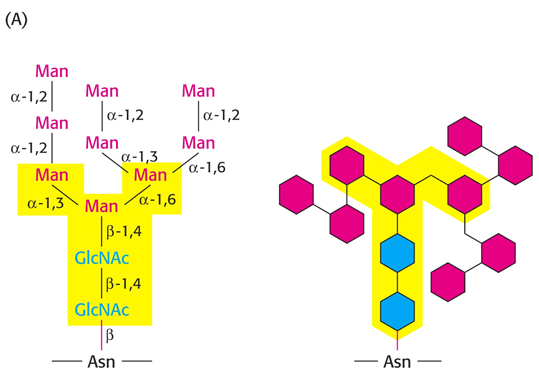 (A)
Man
Man Man
α-1,2 α-1,2 α-1,2
Man Man Man
α-1,2 α-1,3 α-1,6
Man Man
α-1,3 Man α-1,6
β-1,4
GlcNAc
β-1,4
GlcNAc
β
Asn Asn